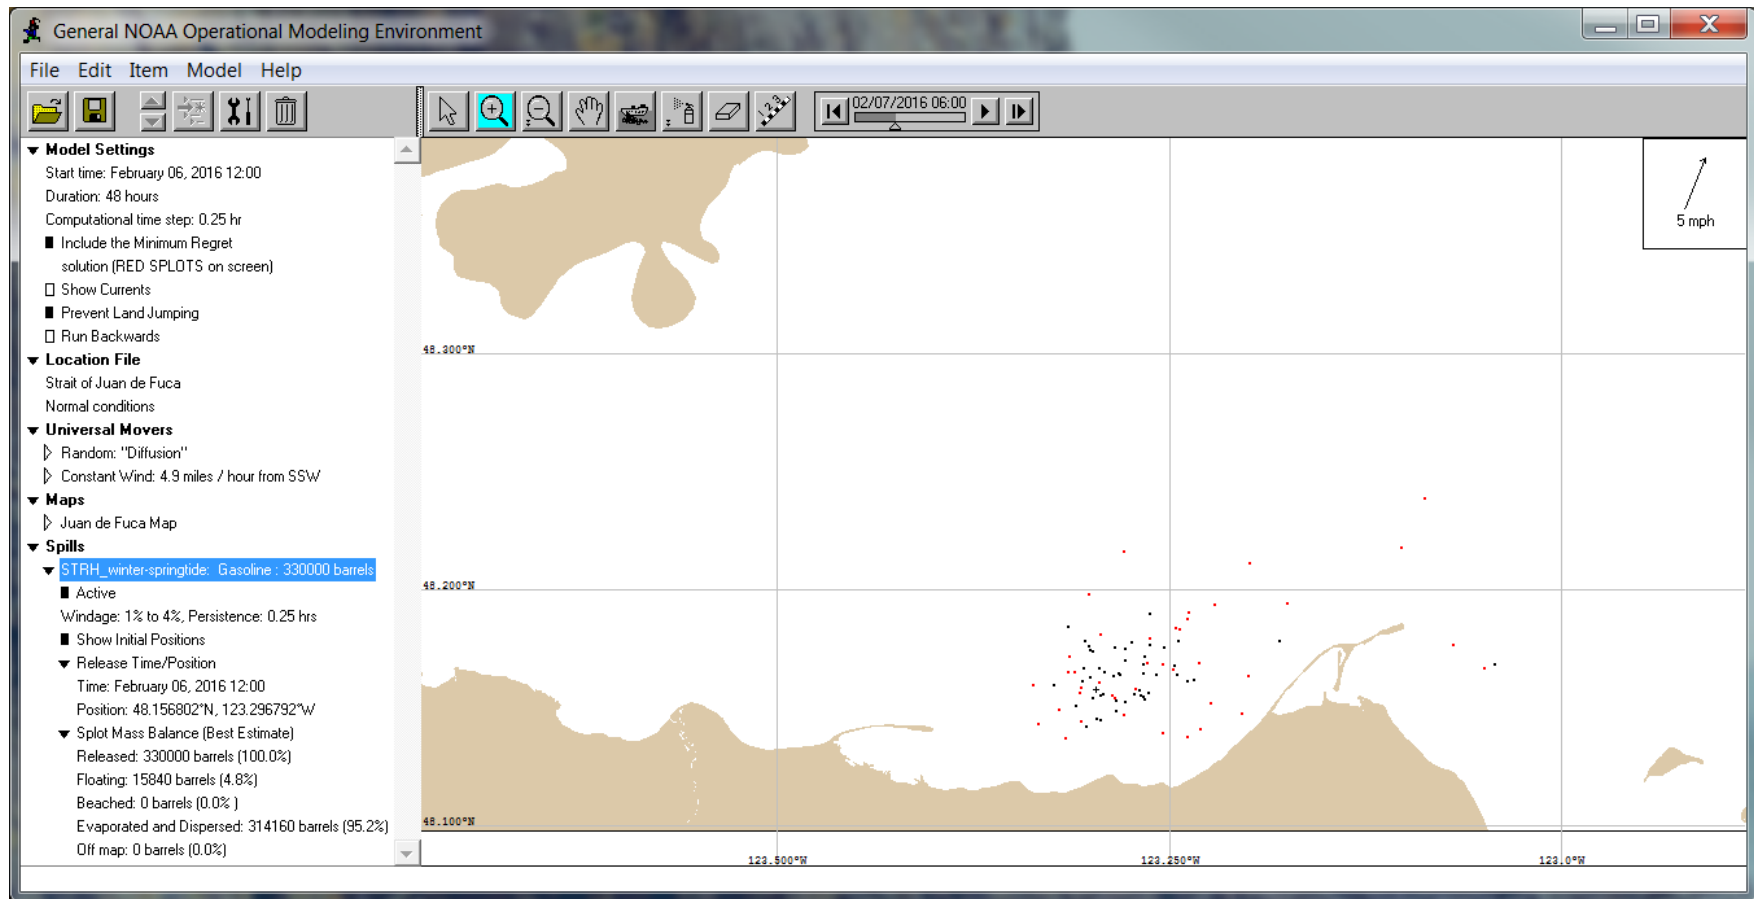 General NOAA Operational Modeling Environment
File Edit Item Model Help
02/07/2016 06:00
Model Settings
Start time: February 06, 2016 12:00
Duration: 48 hours
Computational time step: 0.25 hr
Include the Minimum Regret
solution (RED SPLOTS on screen)
Show Currents
Prevent Land Jumping
Run Backwards
Location File
Strait of Juan de Fuca
Normal conditions
Universal Movers
Random: "Diffusion"
Constant Wind: 4.9 miles / hour from SSW
Maps
Juan de Fuca Map
Spills
STRH_winter-springtide: Gasoline : 330000 barrels
Active
Windage: 1% to 4%, Persistence: 0.25 hrs
Show Initial Positions
Release Time/Position
Time: February 06, 2016 12:00
Position: 48.156802°N, 123.296792°W
Splot Mass Balance (Best Estimate)
Released: 330000 barrels (100.0%)
Floating: 15840 barrels (4.8%)
Beached: 0 barrels (0.0% )
Evaporated and Dispersed: 314160 barrels (95.2%)
Off map: 0 barrels (0.0%)
5 mph
48.300°N
48.200°N
48.100°N
123.500°W
123.250°W
123.0°W